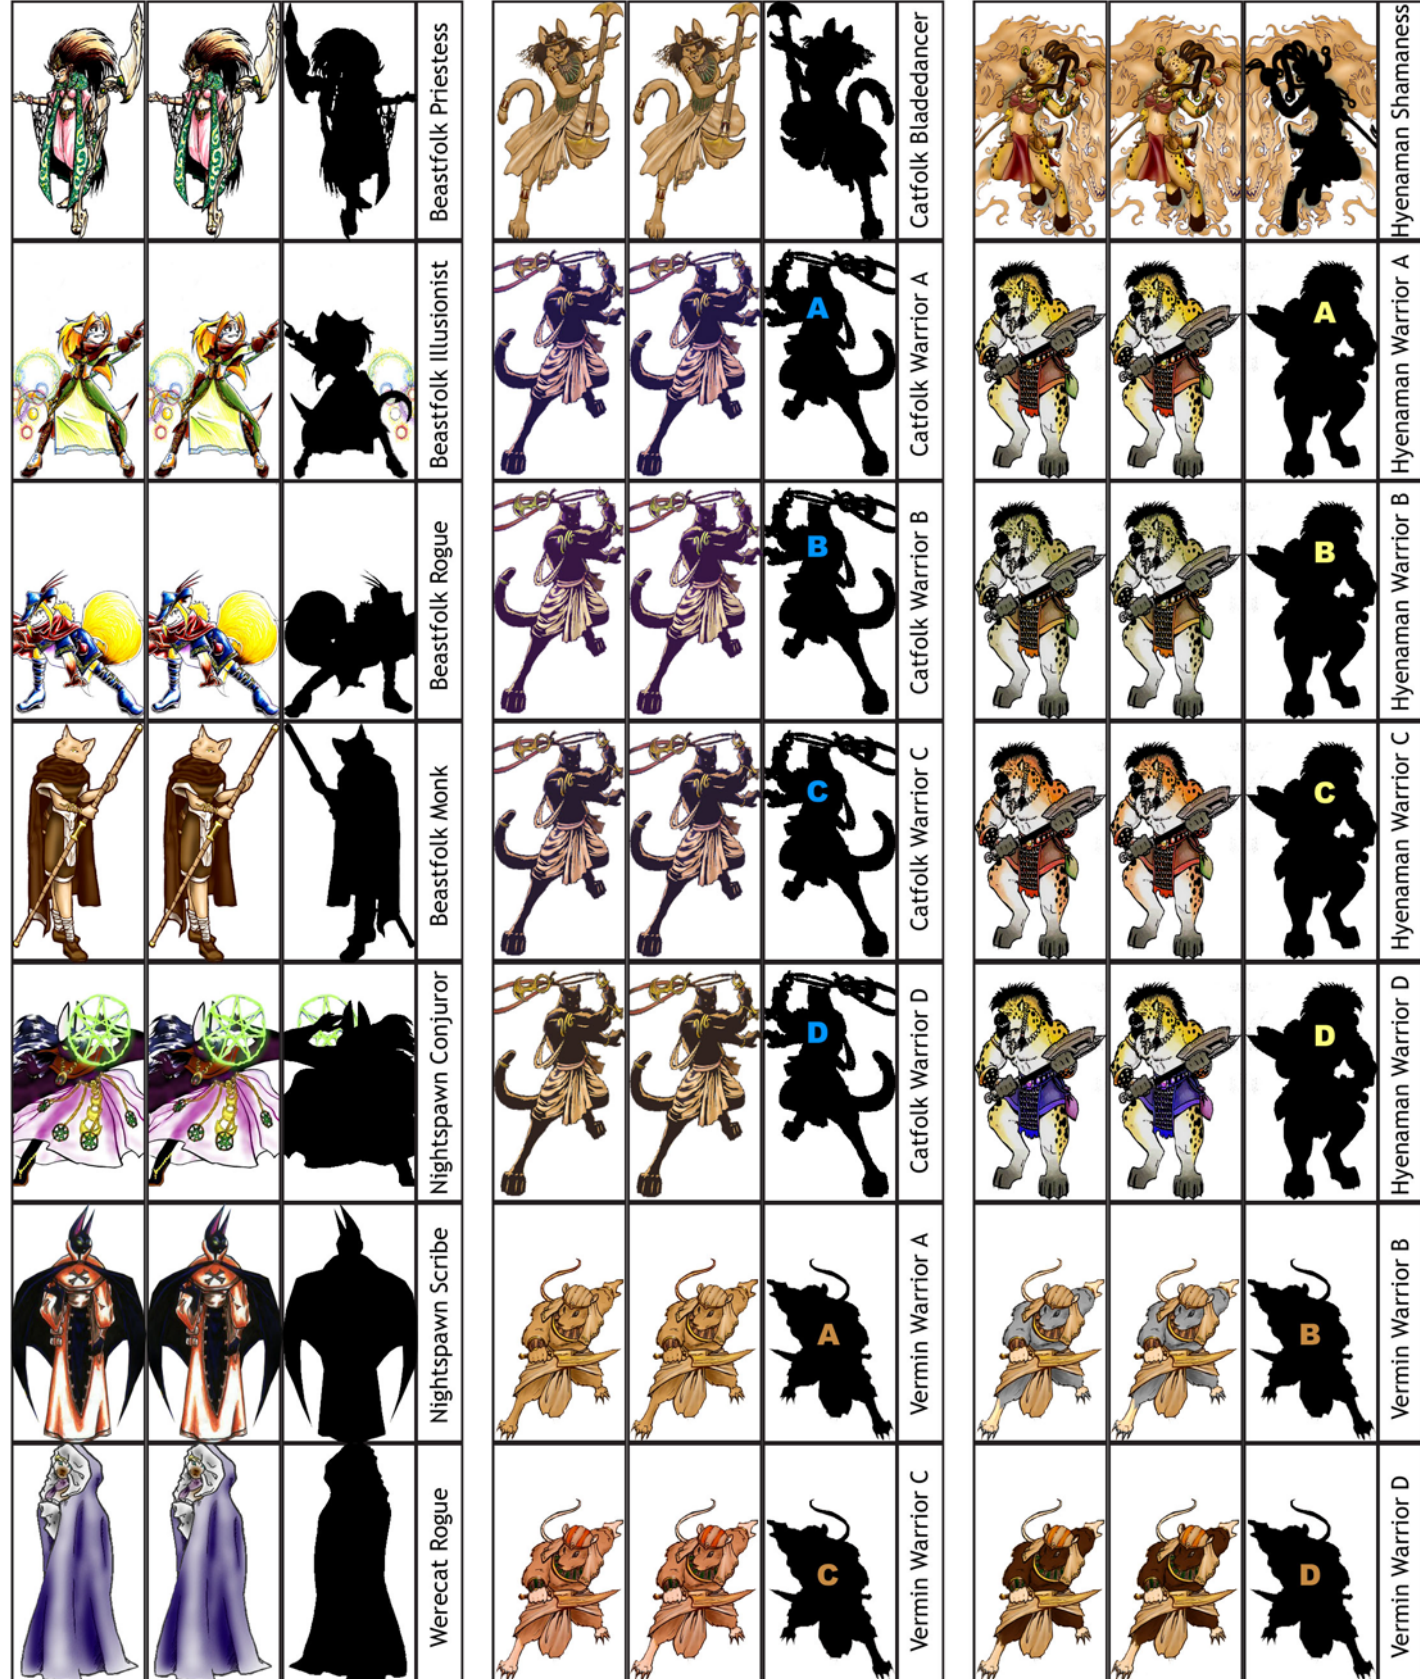 Beastfolk Priestess
Beastfolk Illusionist
Beastfolk Rogue
Beastfolk Monk
Nightspawn Conjuror
Nightspawn Scribe
Werecat Rogue
Catfolk Bladedancer
A
Catfolk Warrior A
B
Catfolk Warrior B
C
Catfolk Warrior C
D
Catfolk Warrior D
A
Vermin Warrior A
C
Vermin Warrior C
Hyenaman Shamaness
A
Hyenaman Warrior A
B
Hyenaman Warrior B
C
Hyenaman Warrior C
D
Hyenaman Warrior D
B
Vermin Warrior B
D
Vermin Warrior D